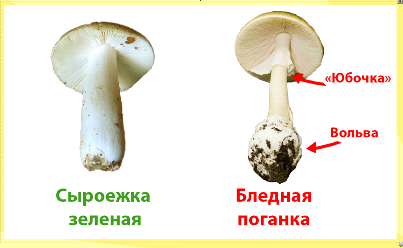 «Юбочка»
Вольва
Сыроежка
зеленая
Бледная
поганка